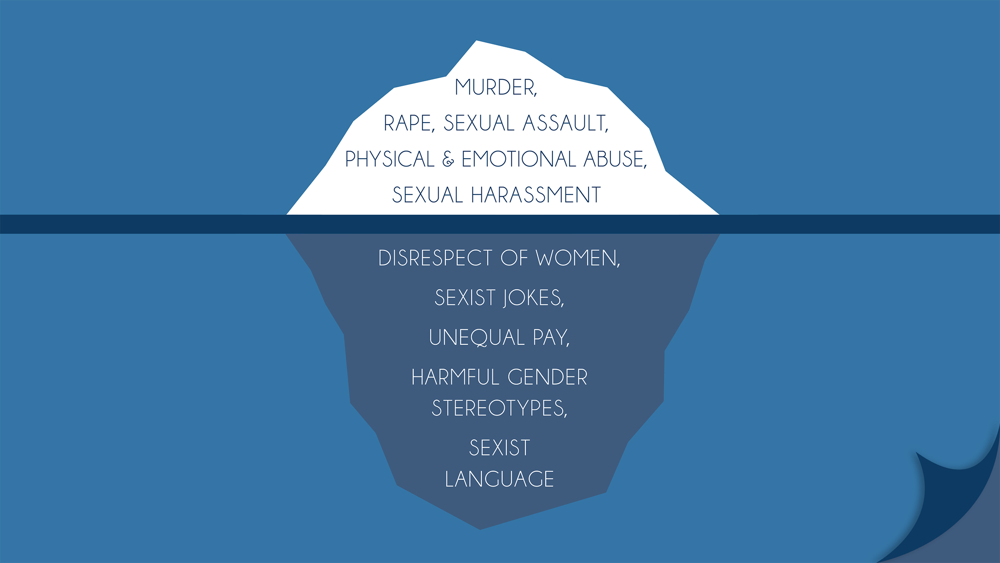 MURDER,
RAPE, SEXUAL ASSAULT,
PHYSICAL & EMOTIONAL ABUSE,
SEXUAL HARASSMENT
DISRESPECT OF WOMEN,
SEXIST JOKES,
UNEQUAL PAY,
HARMFUL GENDER
STEREOTYPES,
SEXIST
LANGUAGE